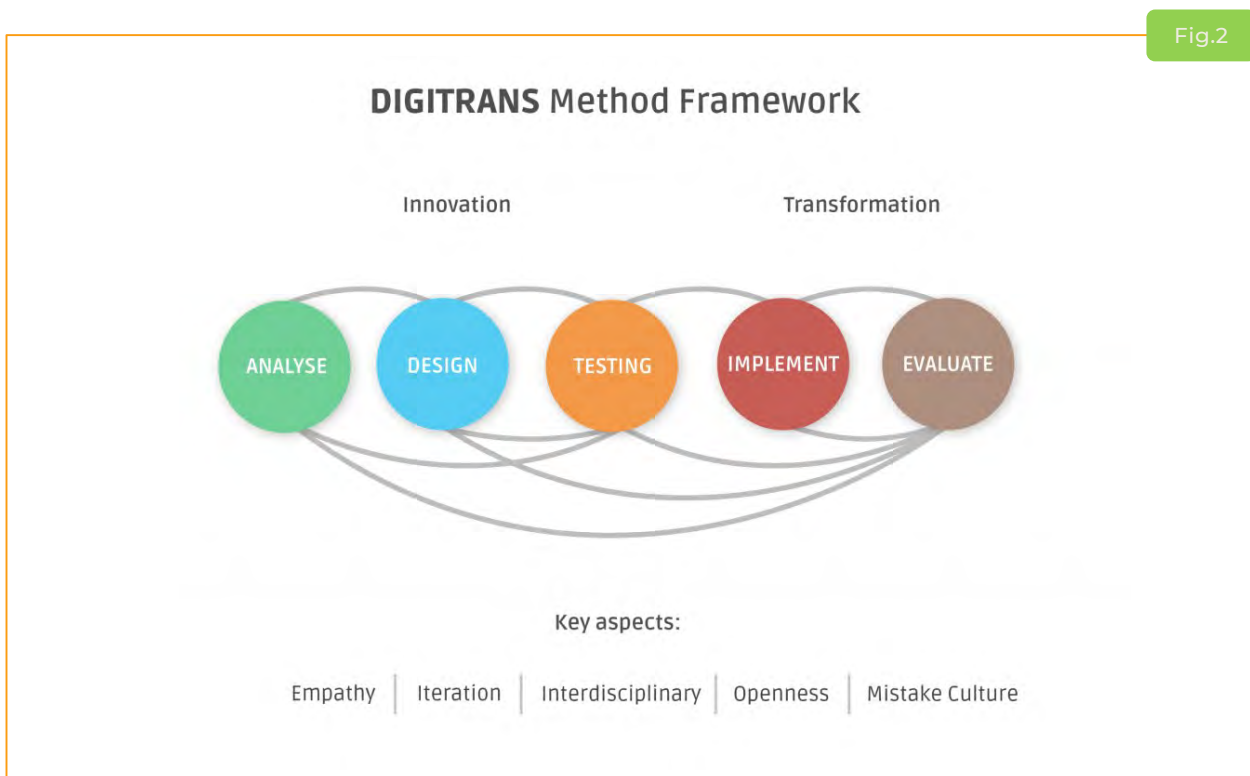 Fig.2
DIGITRANS Method Framework
Innovation
Transformation
ANALYSE
DESIGN
TESTING
IMPLEMENT
EVALUATE
Key aspects:
Empathy
Iteration
Interdisciplinary
Openness
Mistake Culture